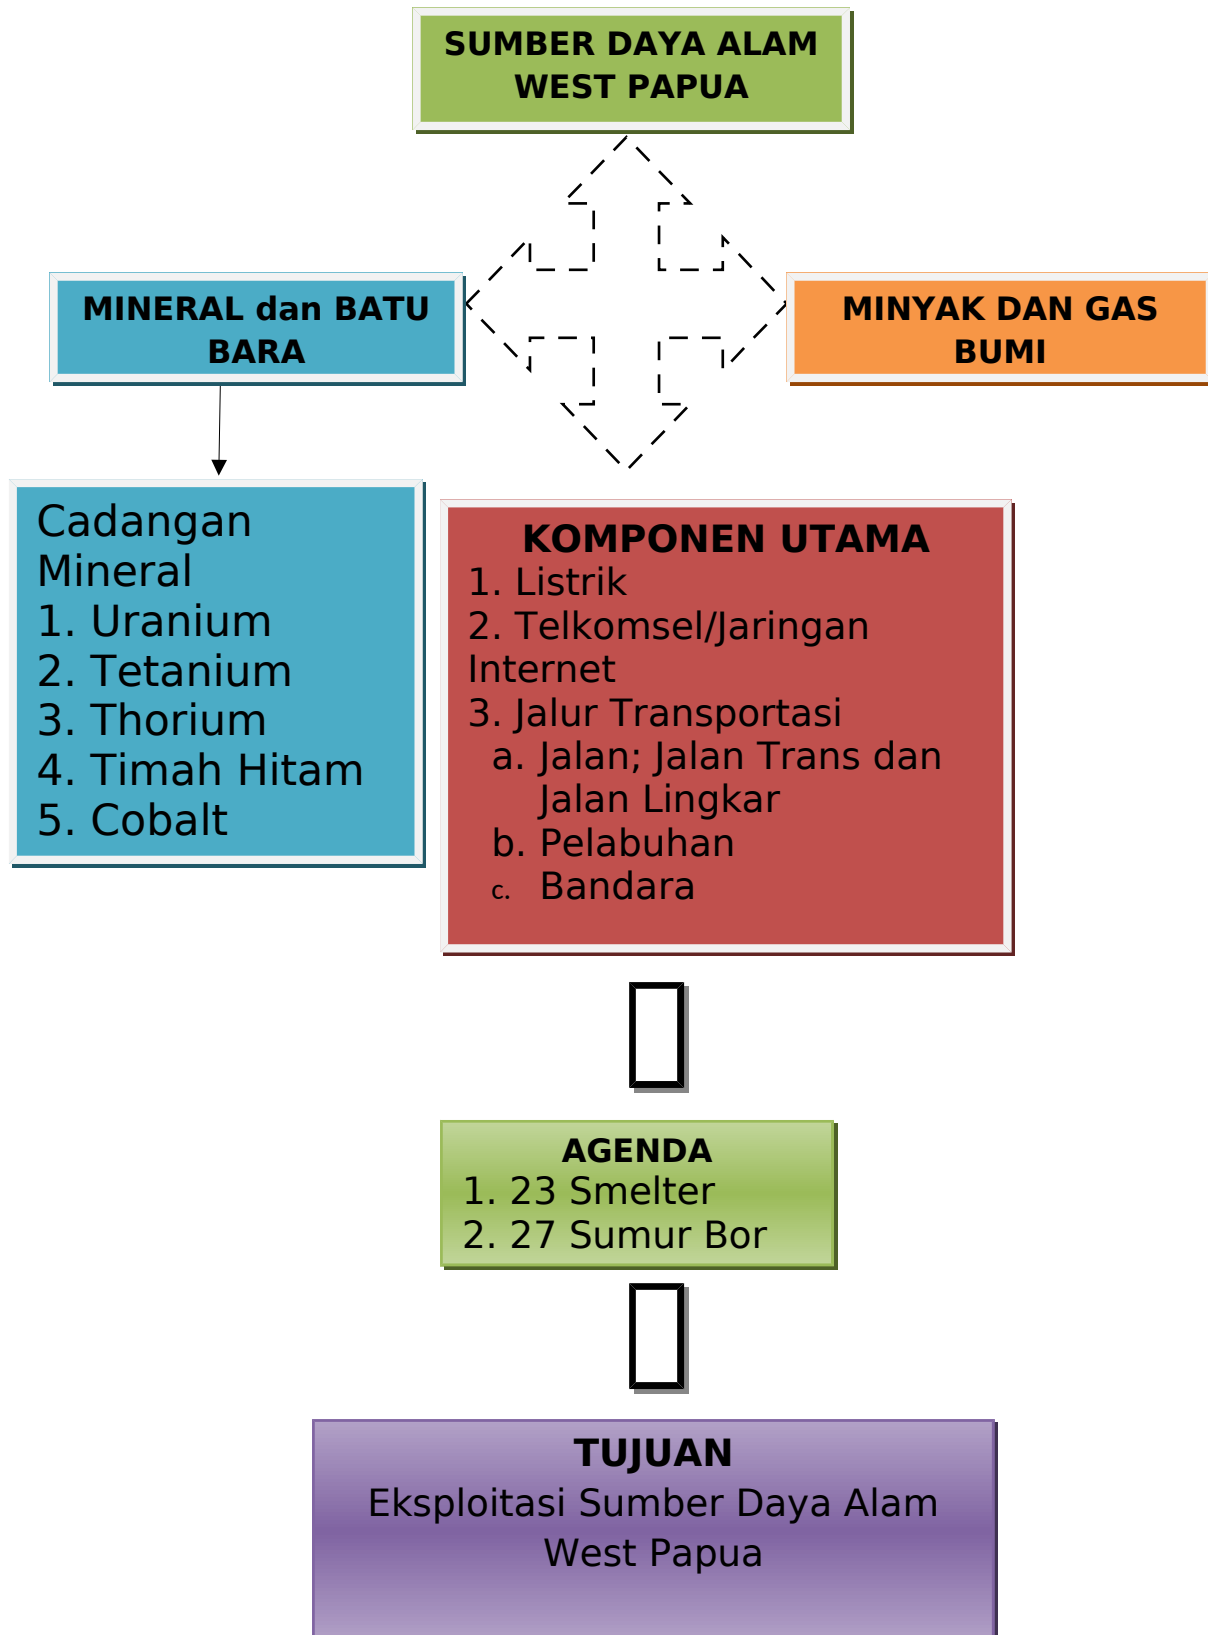 SUMBER DAYA ALAM
WEST PAPUA
MINERAL dan BATU
BARA
MINYAK DAN GAS
BUMI
Cadangan
Mineral
1. Uranium
2. Tetanium
3. Thorium
4. Timah Hitam
5. Cobalt
KOMPONEN UTAMA
1. Listrik
2. Telkomsel/Jaringan
Internet
3. Jalur Transportasi
a. Jalan; Jalan Trans dan
Jalan Lingkar
b. Pelabuhan
c. Bandara
AGENDA
1. 23 Smelter
2. 27 Sumur Bor
TUJUAN
Eksploitasi Sumber Daya Alam
West Papua